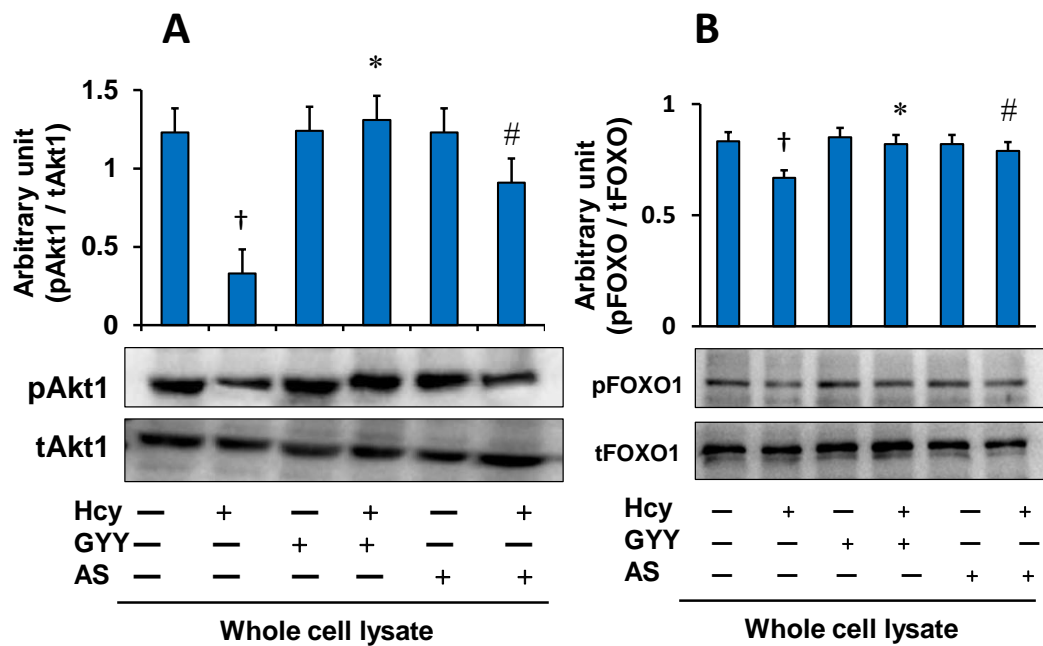 A
Arbitrary unit
(pAkt1 / tAkt1)
1.5
1
0.5
0
†
*
#
pAkt1
tAkt1
Hcy — + — + — +
GYY — — + + — —
AS — — — — + +
Whole cell lysate
B
Arbitrary unit
(pFOXO / tFOXO)
1
0.5
0
†
*
#
pFOXO1
tFOXO1
Hcy — + — + — +
GYY — — + + — —
AS — — — — + +
Whole cell lysate